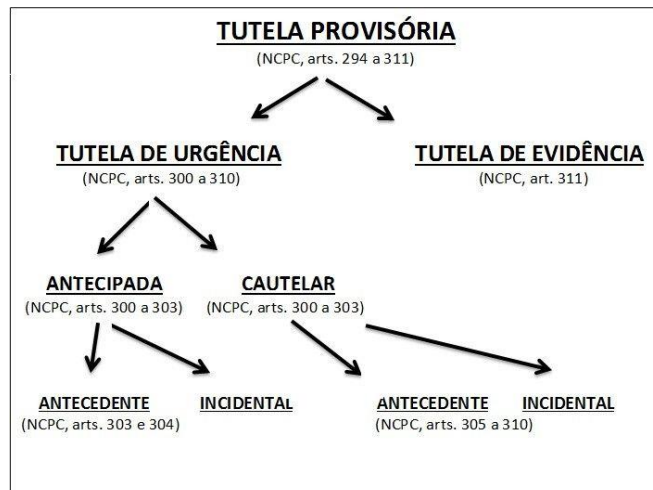 TUTELA PROVISÓRIA
(NCPC, arts. 294 a 311)
TUTELA DE URGÊNCIA
(NCPC, arts. 300 a 310)
TUTELA DE EVIDÊNCIA
(NCPC, art. 311)
ANTECIPADA
(NCPC, arts. 300 a 303)
CAUTELAR
(NCPC, arts. 300 a 303)
ANTECEDENTE
(NCPC, arts. 303 e 304)
INCIDENTAL
ANTECEDENTE
(NCPC, arts. 305 a 310)
INCIDENTAL